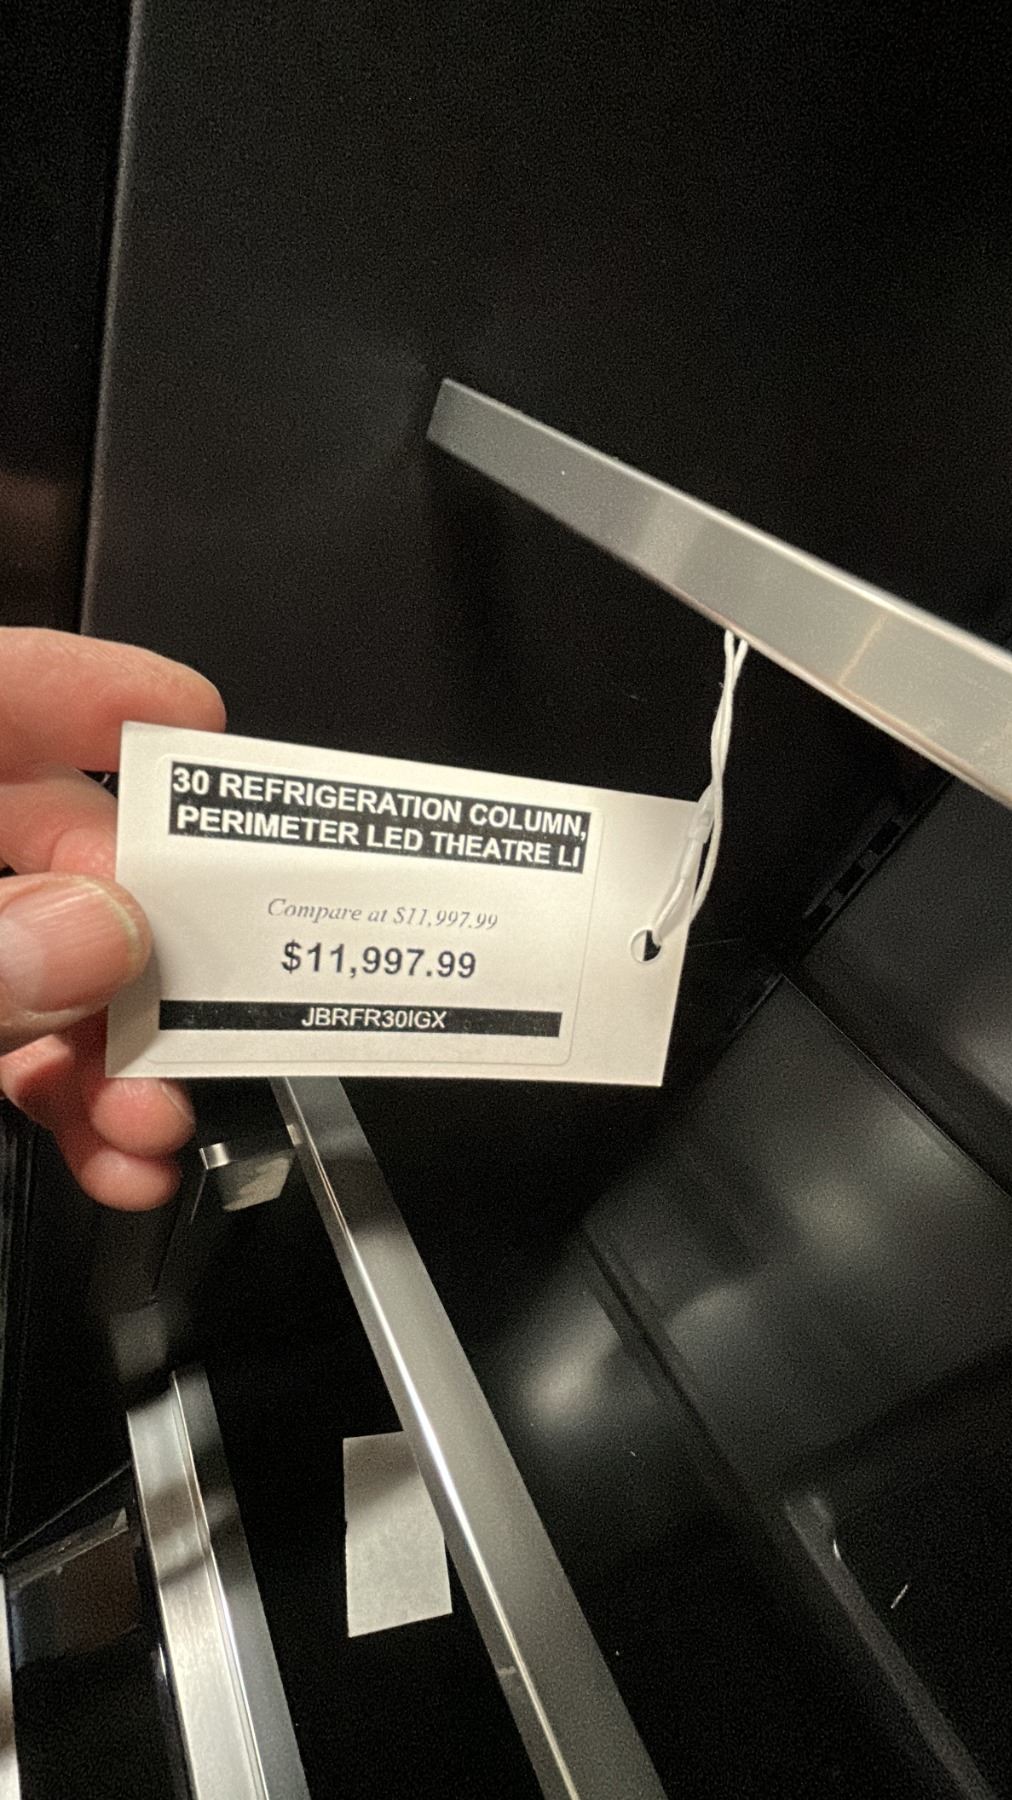 30 REFRIGERATION COLUMN,
PERIMETER LED THEATRE LI
Compare at $11,997.99
$11,997.99
JBRFR30IGX